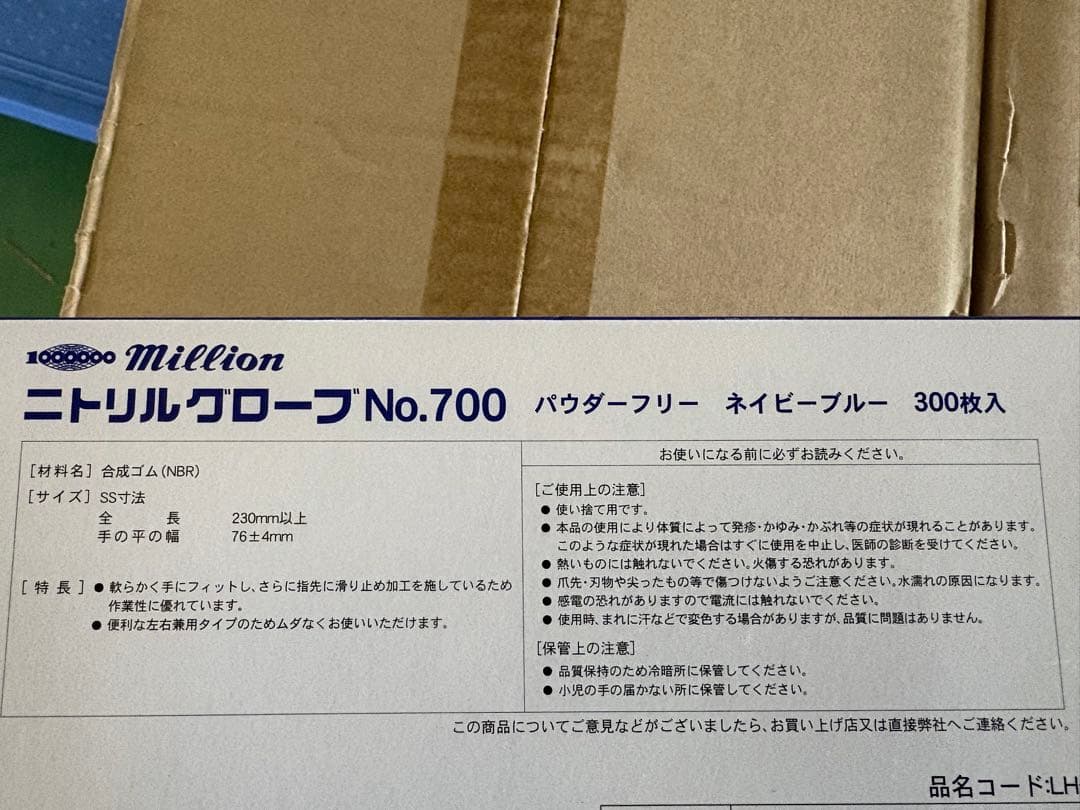 1000000 million
ニトリルグローブNo.700 パウダーフリー ネイビーブルー 300枚入
[材料名] 合成ゴム(NBR)
[サイズ] SS寸法
全長 230mm以上
手の平の幅 76±4mm
[特長] ● 軟らかく手にフィットし、さらに指先に滑り止め加工を施しているため
作業性に優れています。
● 便利な左右兼用タイプのためムダなくお使いいただけます。
お使いになる前に必ずお読みください。
[ご使用上の注意]
● 使い捨て用です。
● 本品の使用により体質によって発疹・かゆみ・かぶれ等の症状が現れることがあります。
このような症状が現れた場合はすぐに使用を中止し、医師の診断を受けてください。
● 熱いものには触れないでください。火傷する恐れがあります。
● 爪先・刃物や尖ったもの等で傷つけないようご注意ください。水濡れの原因になります。
● 感電の恐れがありますので電流には触れないでください。
● 使用時、まれに汗などで変色する場合がありますが、品質に問題はありません。
[保管上の注意]
● 品質保持のため冷暗所に保管してください。
● 小児の手の届かない所に保管してください。
この商品についてご意見などがございましたら、お買い上げ店又は直接弊社へご連絡ください。
品名コード:LH